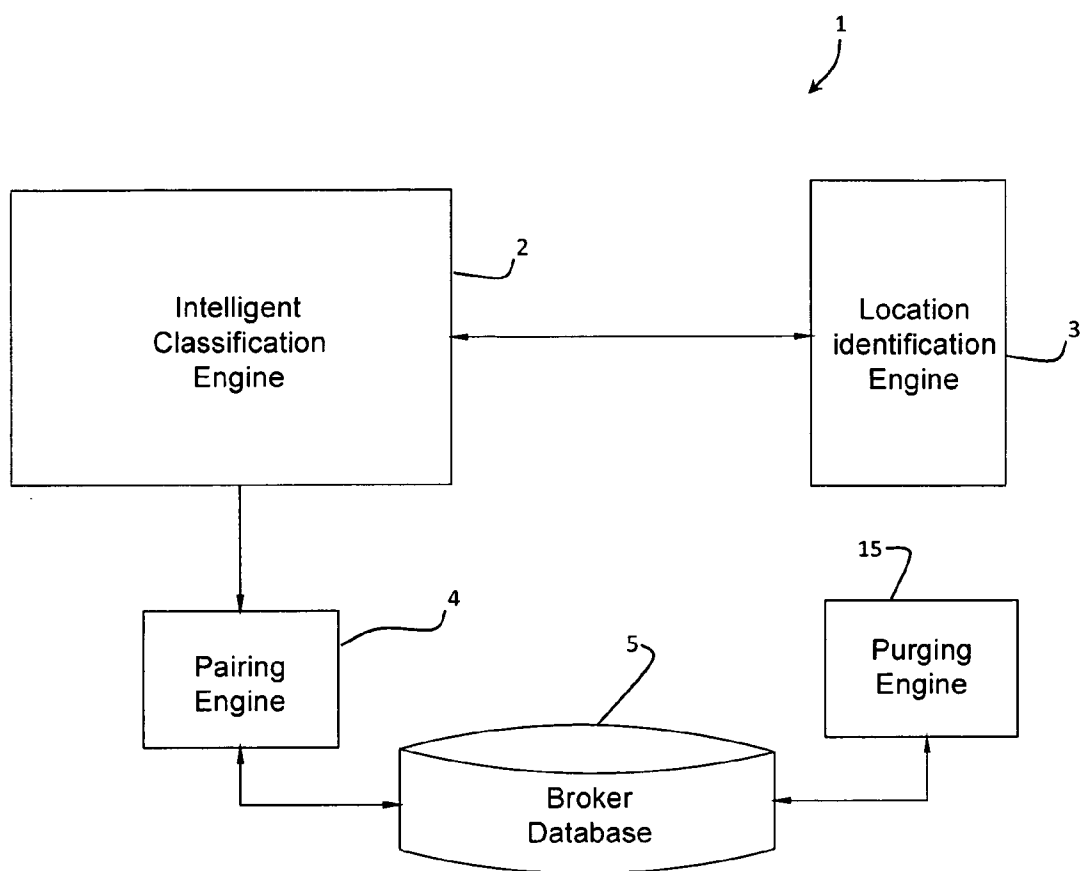 1
2
Intelligent
Classification
Engine
Location
identification
Engine
3
15
4
Pairing
Engine
5
Purging
Engine
Broker
Database